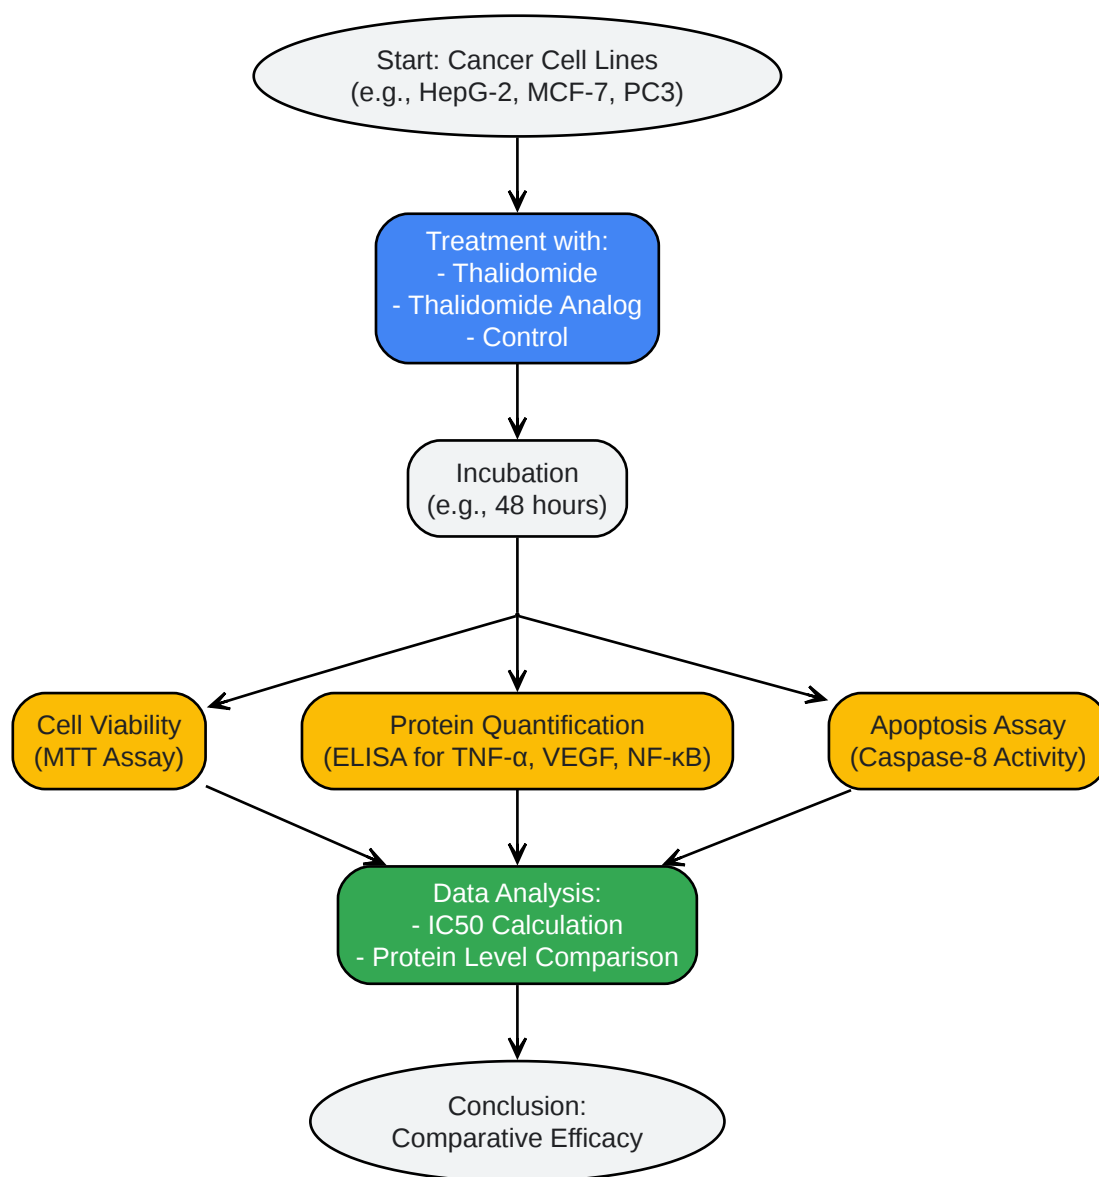 Start: Cancer Cell Lines
(e.g., HepG-2, MCF-7, PC3)
Treatment with:
- Thalidomide
- Thalidomide Analog
- Control
Incubation
(e.g., 48 hours)
Cell Viability
(MTT Assay)
Protein Quantification
(ELISA for TNF-α, VEGF, NF-κB)
Apoptosis Assay
(Caspase-8 Activity)
Data Analysis:
- IC50 Calculation
- Protein Level Comparison
Conclusion:
Comparative Efficacy